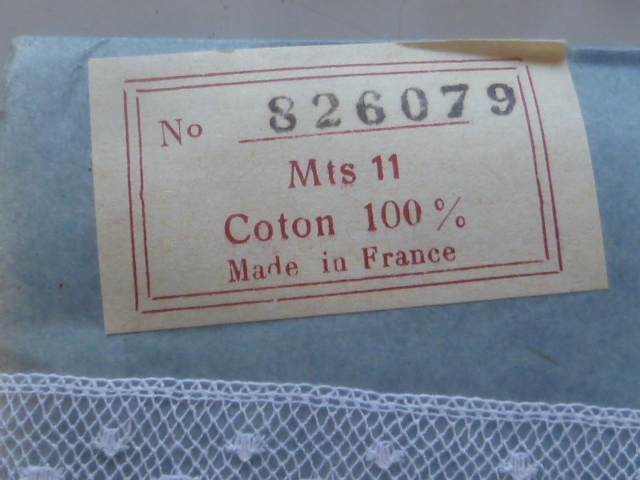 No 826079
Mts 11
Coton 100%
Made in France